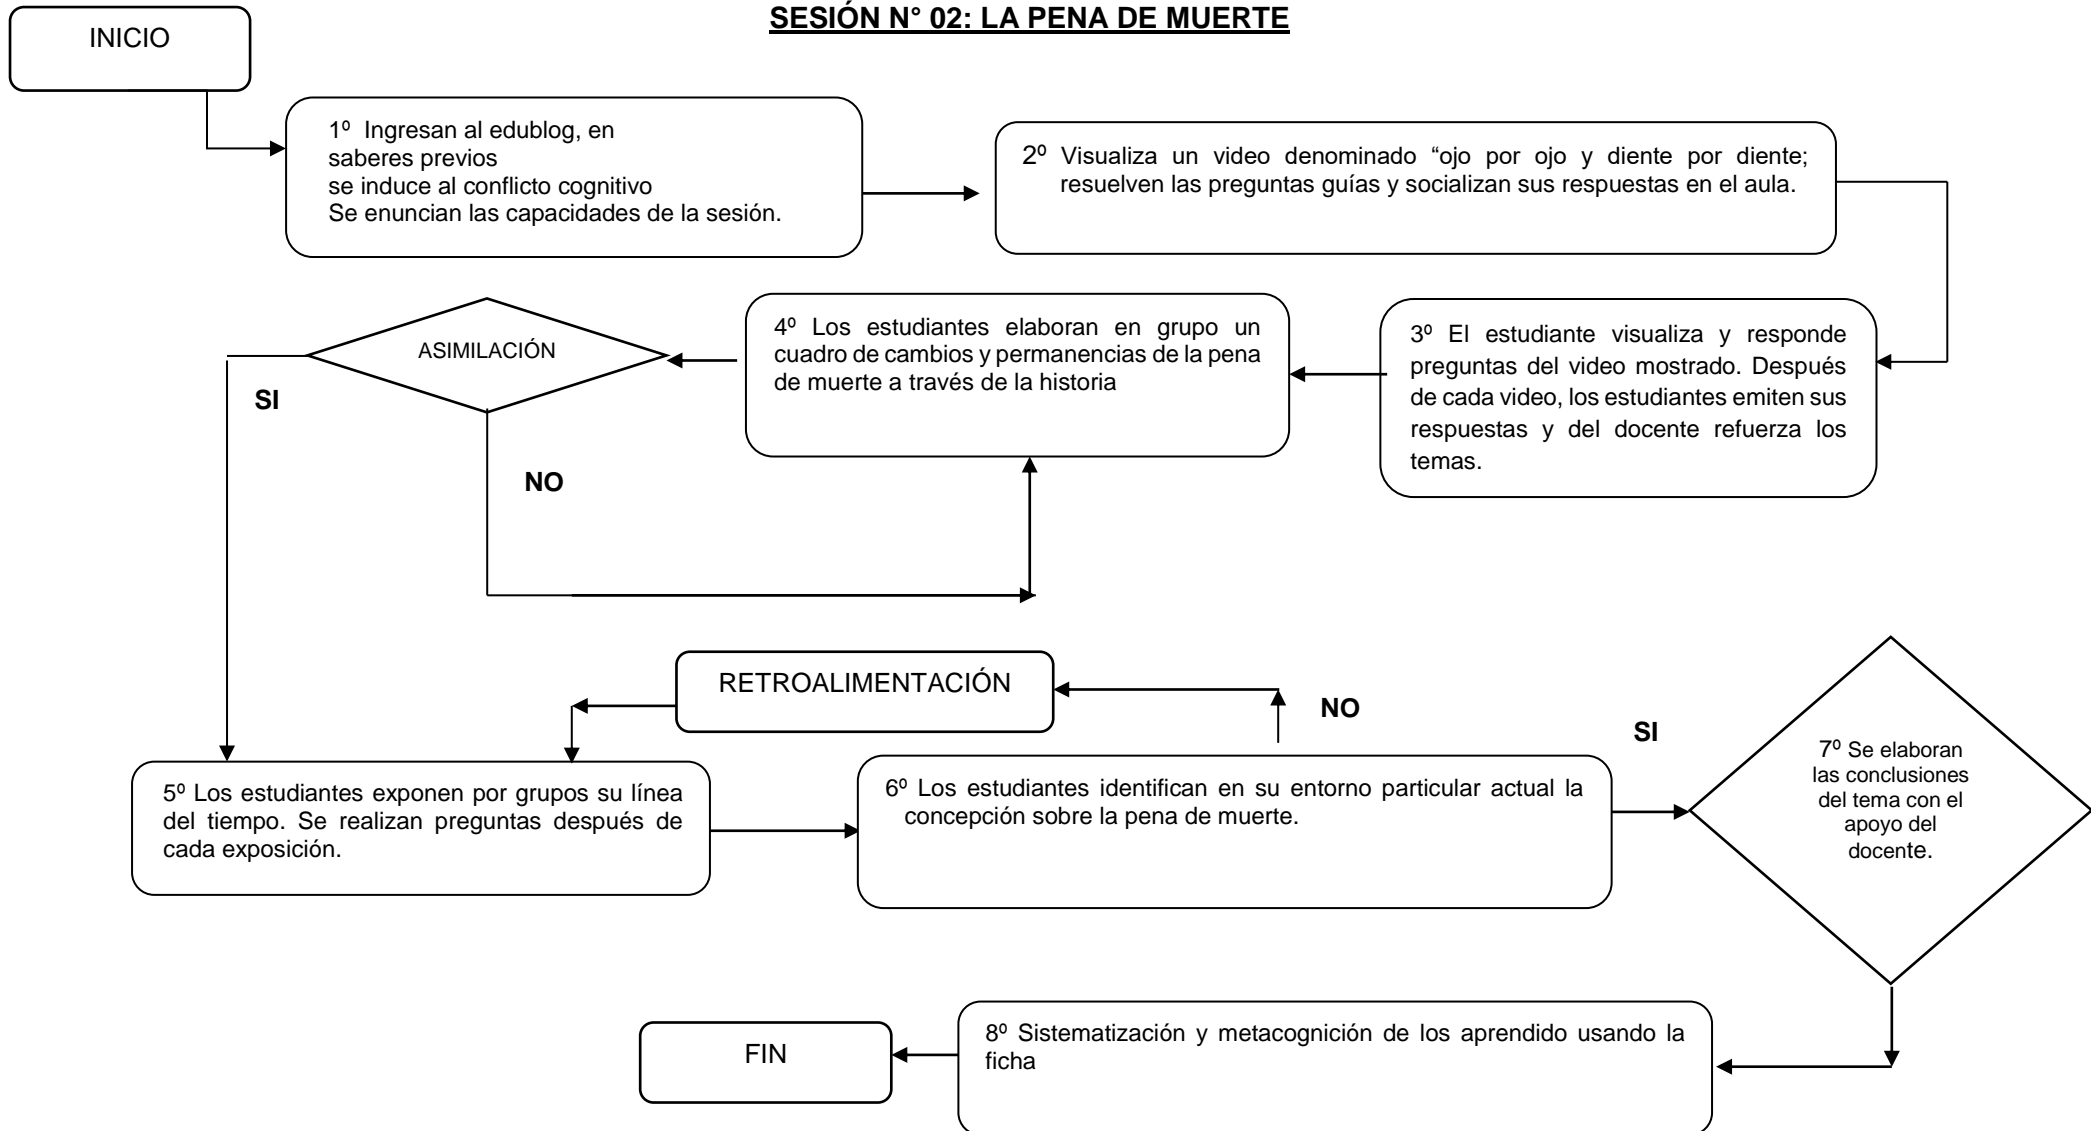 SESIÓN N° 02: LA PENA DE MUERTE
INICIO
1º Ingresan al edublog, en
saberes previos
se induce al conflicto cognitivo
Se enuncian las capacidades de la sesión.
2º Visualiza un video denominado “ojo por ojo y diente por diente;
resuelven las preguntas guías y socializan sus respuestas en el aula.
3º El estudiante visualiza y responde
preguntas del video mostrado. Después
de cada video, los estudiantes emiten sus
respuestas y del docente refuerza los
temas.
4º Los estudiantes elaboran en grupo un
cuadro de cambios y permanencias de la pena
de muerte a través de la historia
ASIMILACIÓN
SI
NO
RETROALIMENTACIÓN
NO
SI
5º Los estudiantes exponen por grupos su línea
del tiempo. Se realizan preguntas después de
cada exposición.
6º Los estudiantes identifican en su entorno particular actual la
concepción sobre la pena de muerte.
7º Se elaboran
las conclusiones
del tema con el
apoyo del
docente.
8º Sistematización y metacognición de los aprendido usando la
ficha
FIN